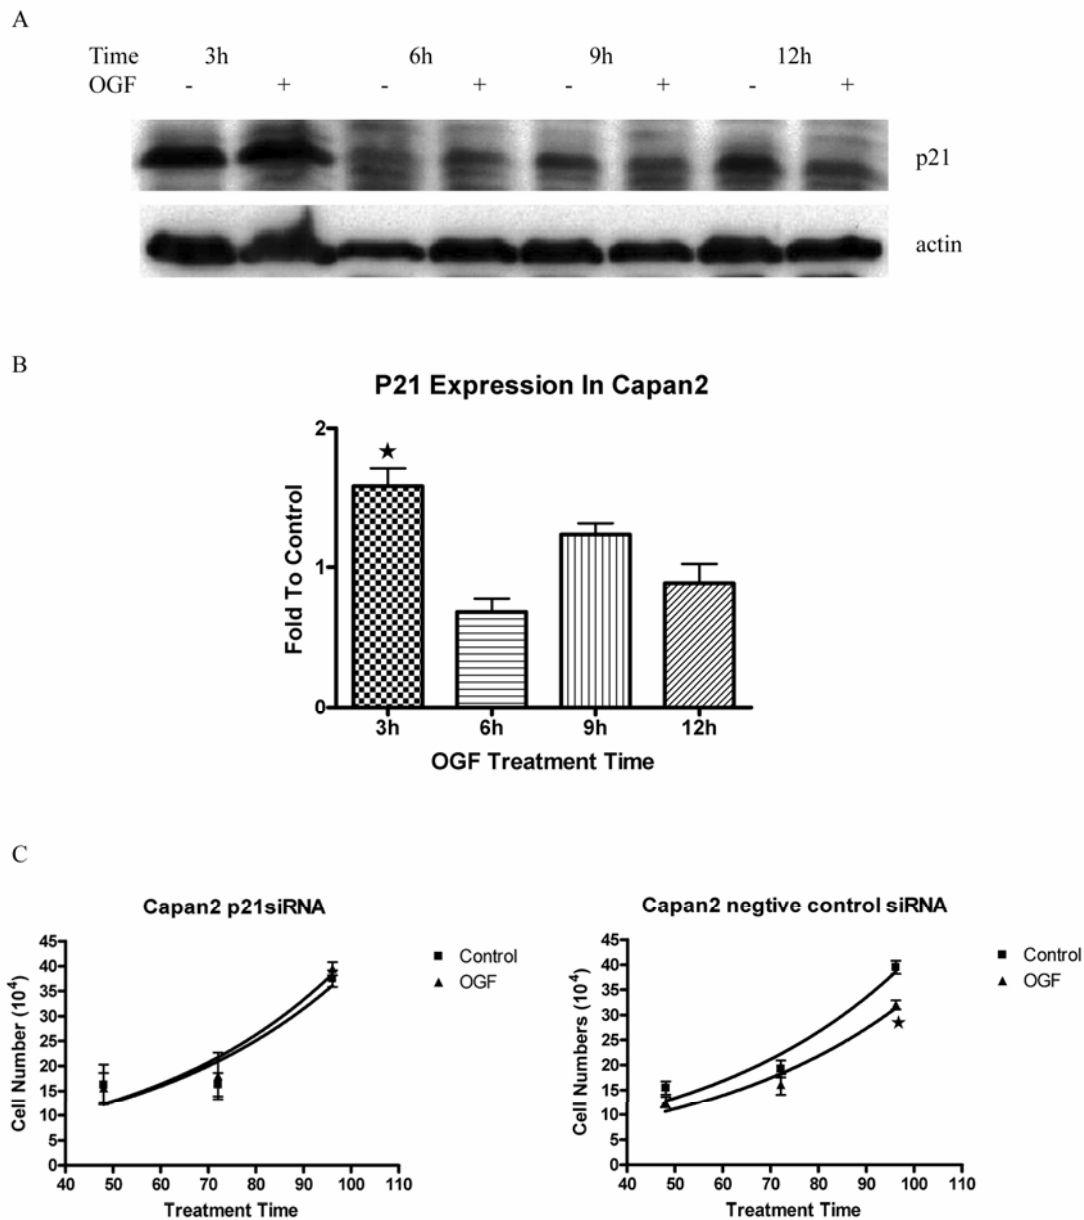 A
Time 3h 6h 9h 12h
OGF - + - + - + - +
p21
actin
B
P21 Expression In Capan2
2
1
0
Fold To Control
3h 6h 9h 12h
OGF Treatment Time
C
Capan2 p21siRNA
45
40
35
30
25
20
15
10
5
0
Cell Number (10⁴)
40 50 60 70 80 90 100 110
Treatment Time
Control
OGF
Capan2 negtive control siRNA
45
40
35
30
25
20
15
10
5
0
Cell Numbers (10⁴)
40 50 60 70 80 90 100 110
Treatment Time
Control
OGF